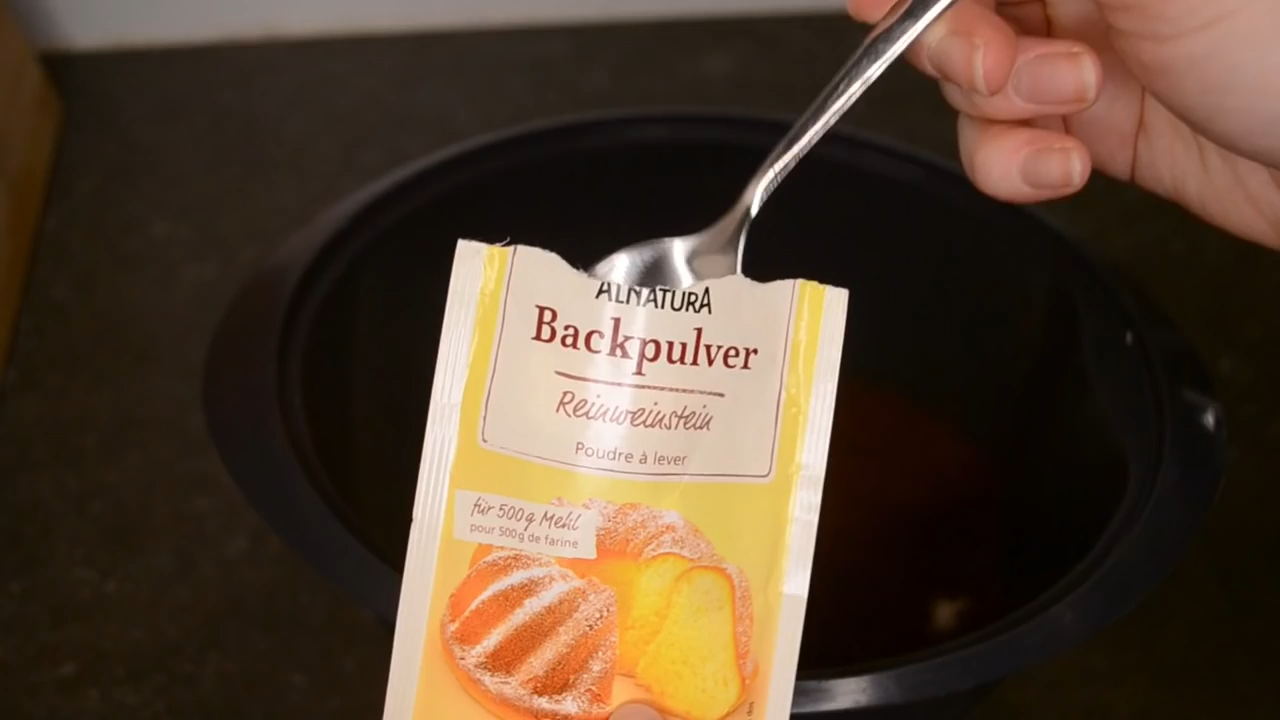 ALNATURA
Backpulver
Reinweinstein
Poudre à lever
für 500g Mehl
pour 500g de farine